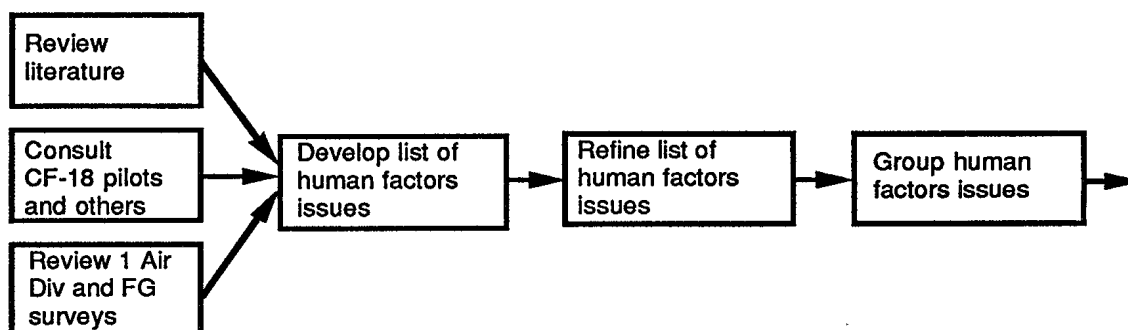 Review
literature
Consult
CF-18 pilots
and others
Review 1 Air
Div and FG
surveys
Develop list of
human factors
issues
Refine list of
human factors
issues
Group human
factors issues